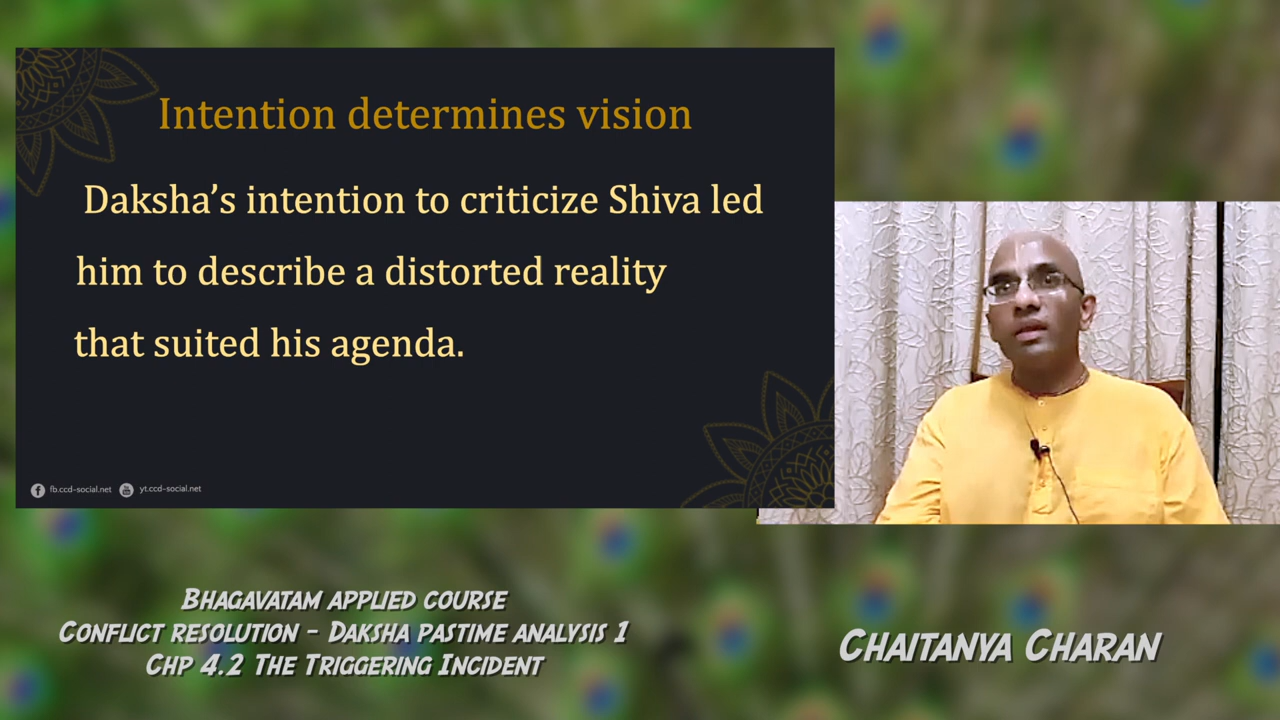 Intention determines vision
Daksha’s intention to criticize Shiva led
him to describe a distorted reality
that suited his agenda.
fb.ccd-social.net yt.ccd-social.net
Bhagavatam applied course
Conflict resolution - Daksha pastime analysis 1
Chp 4.2 The Triggering Incident
Chaitanya Charan